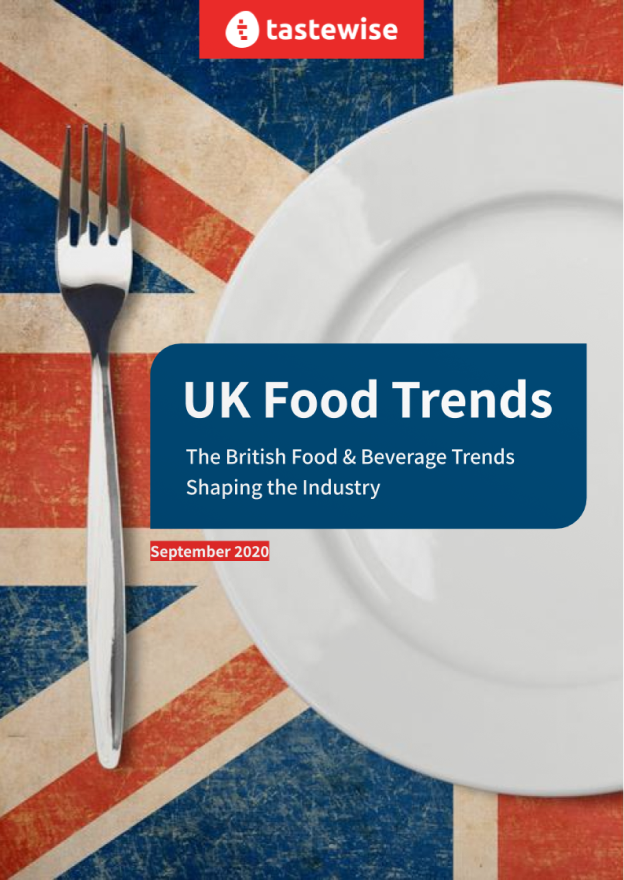 tastewise
UK Food Trends
The British Food & Beverage Trends
Shaping the Industry
September 2020